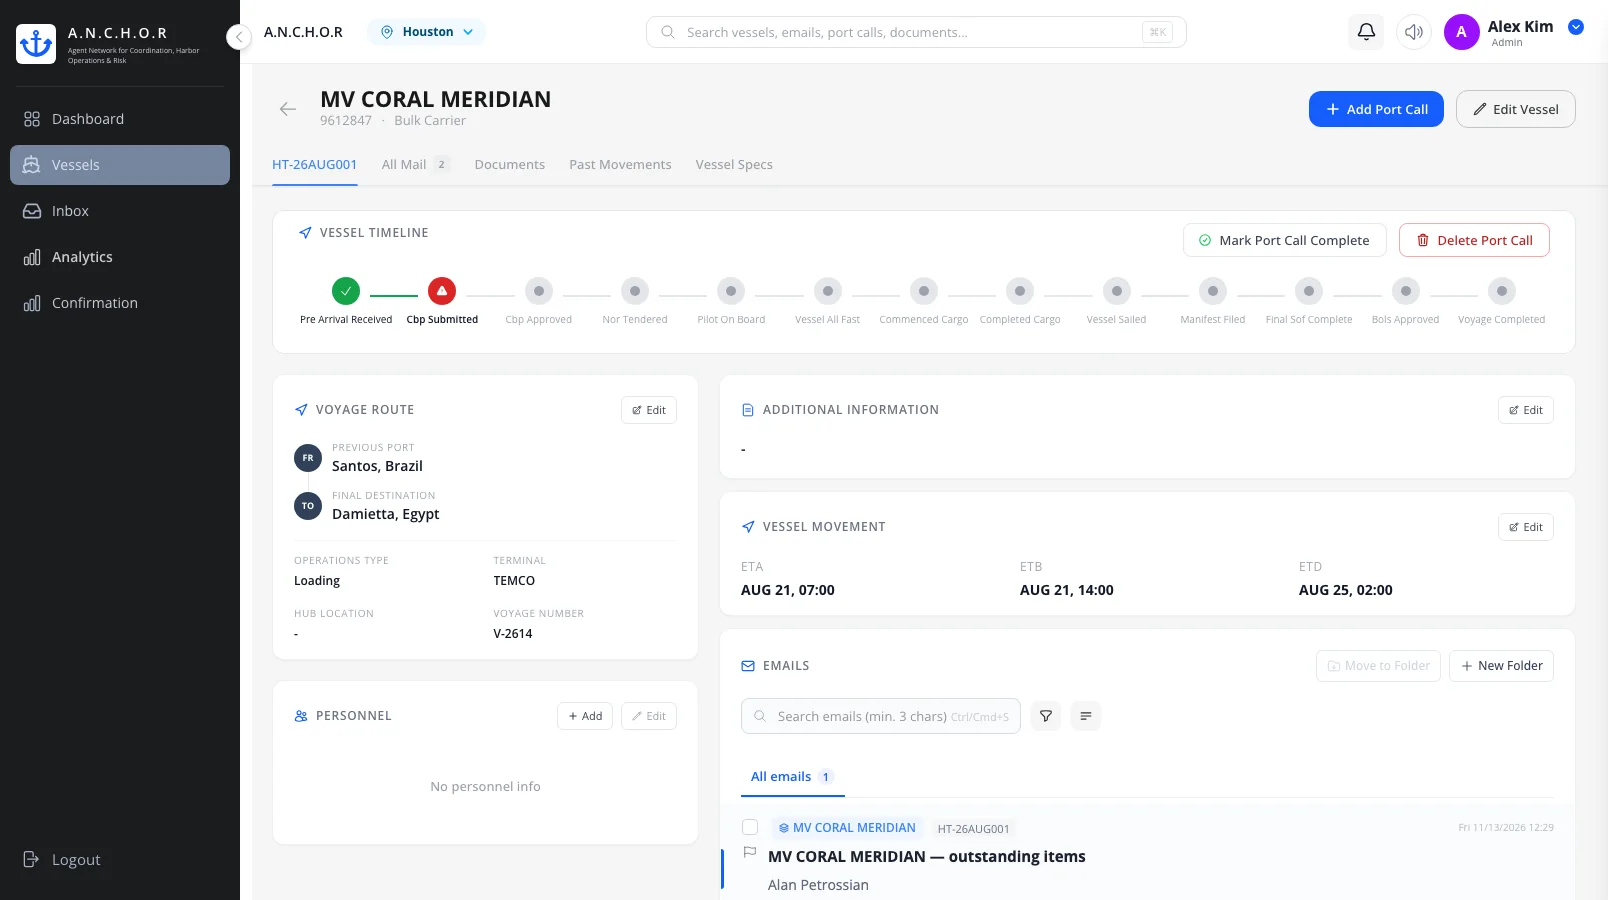 A.N.C.H.O.R
Agent Network for Coordination, Harbor
Operations & Risk
Dashboard
Vessels
Inbox
Analytics
Confirmation
Logout
A.N.C.H.O.R
Houston
Search vessels, emails, port calls, documents...
⌘K
A
Alex Kim
Admin
MV CORAL MERIDIAN
9612847 · Bulk Carrier
Add Port Call
Edit Vessel
HT-26AUG001
All Mail 2
Documents
Past Movements
Vessel Specs
VESSEL TIMELINE
Mark Port Call Complete
Delete Port Call
Pre Arrival Received
Cbp Submitted
Cbp Approved
Nor Tendered
Pilot On Board
Vessel All Fast
Commenced Cargo
Completed Cargo
Vessel Sailed
Manifest Filed
Final Sof Complete
Bols Approved
Voyage Completed
VOYAGE ROUTE
Edit
FR
PREVIOUS PORT
Santos, Brazil
TO
FINAL DESTINATION
Damietta, Egypt
OPERATIONS TYPE
Loading
TERMINAL
TEMCO
HUB LOCATION
-
VOYAGE NUMBER
V-2614
PERSONNEL
Add
Edit
No personnel info
ADDITIONAL INFORMATION
Edit
-
VESSEL MOVEMENT
Edit
ETA
AUG 21, 07:00
ETB
AUG 21, 14:00
ETD
AUG 25, 02:00
EMAILS
Move to Folder
New Folder
Search emails (min. 3 chars) Ctrl/Cmd+S
All emails 1
MV CORAL MERIDIAN
HT-26AUG001
Fri 11/13/2026 12:29
MV CORAL MERIDIAN — outstanding items
Alan Petrossian